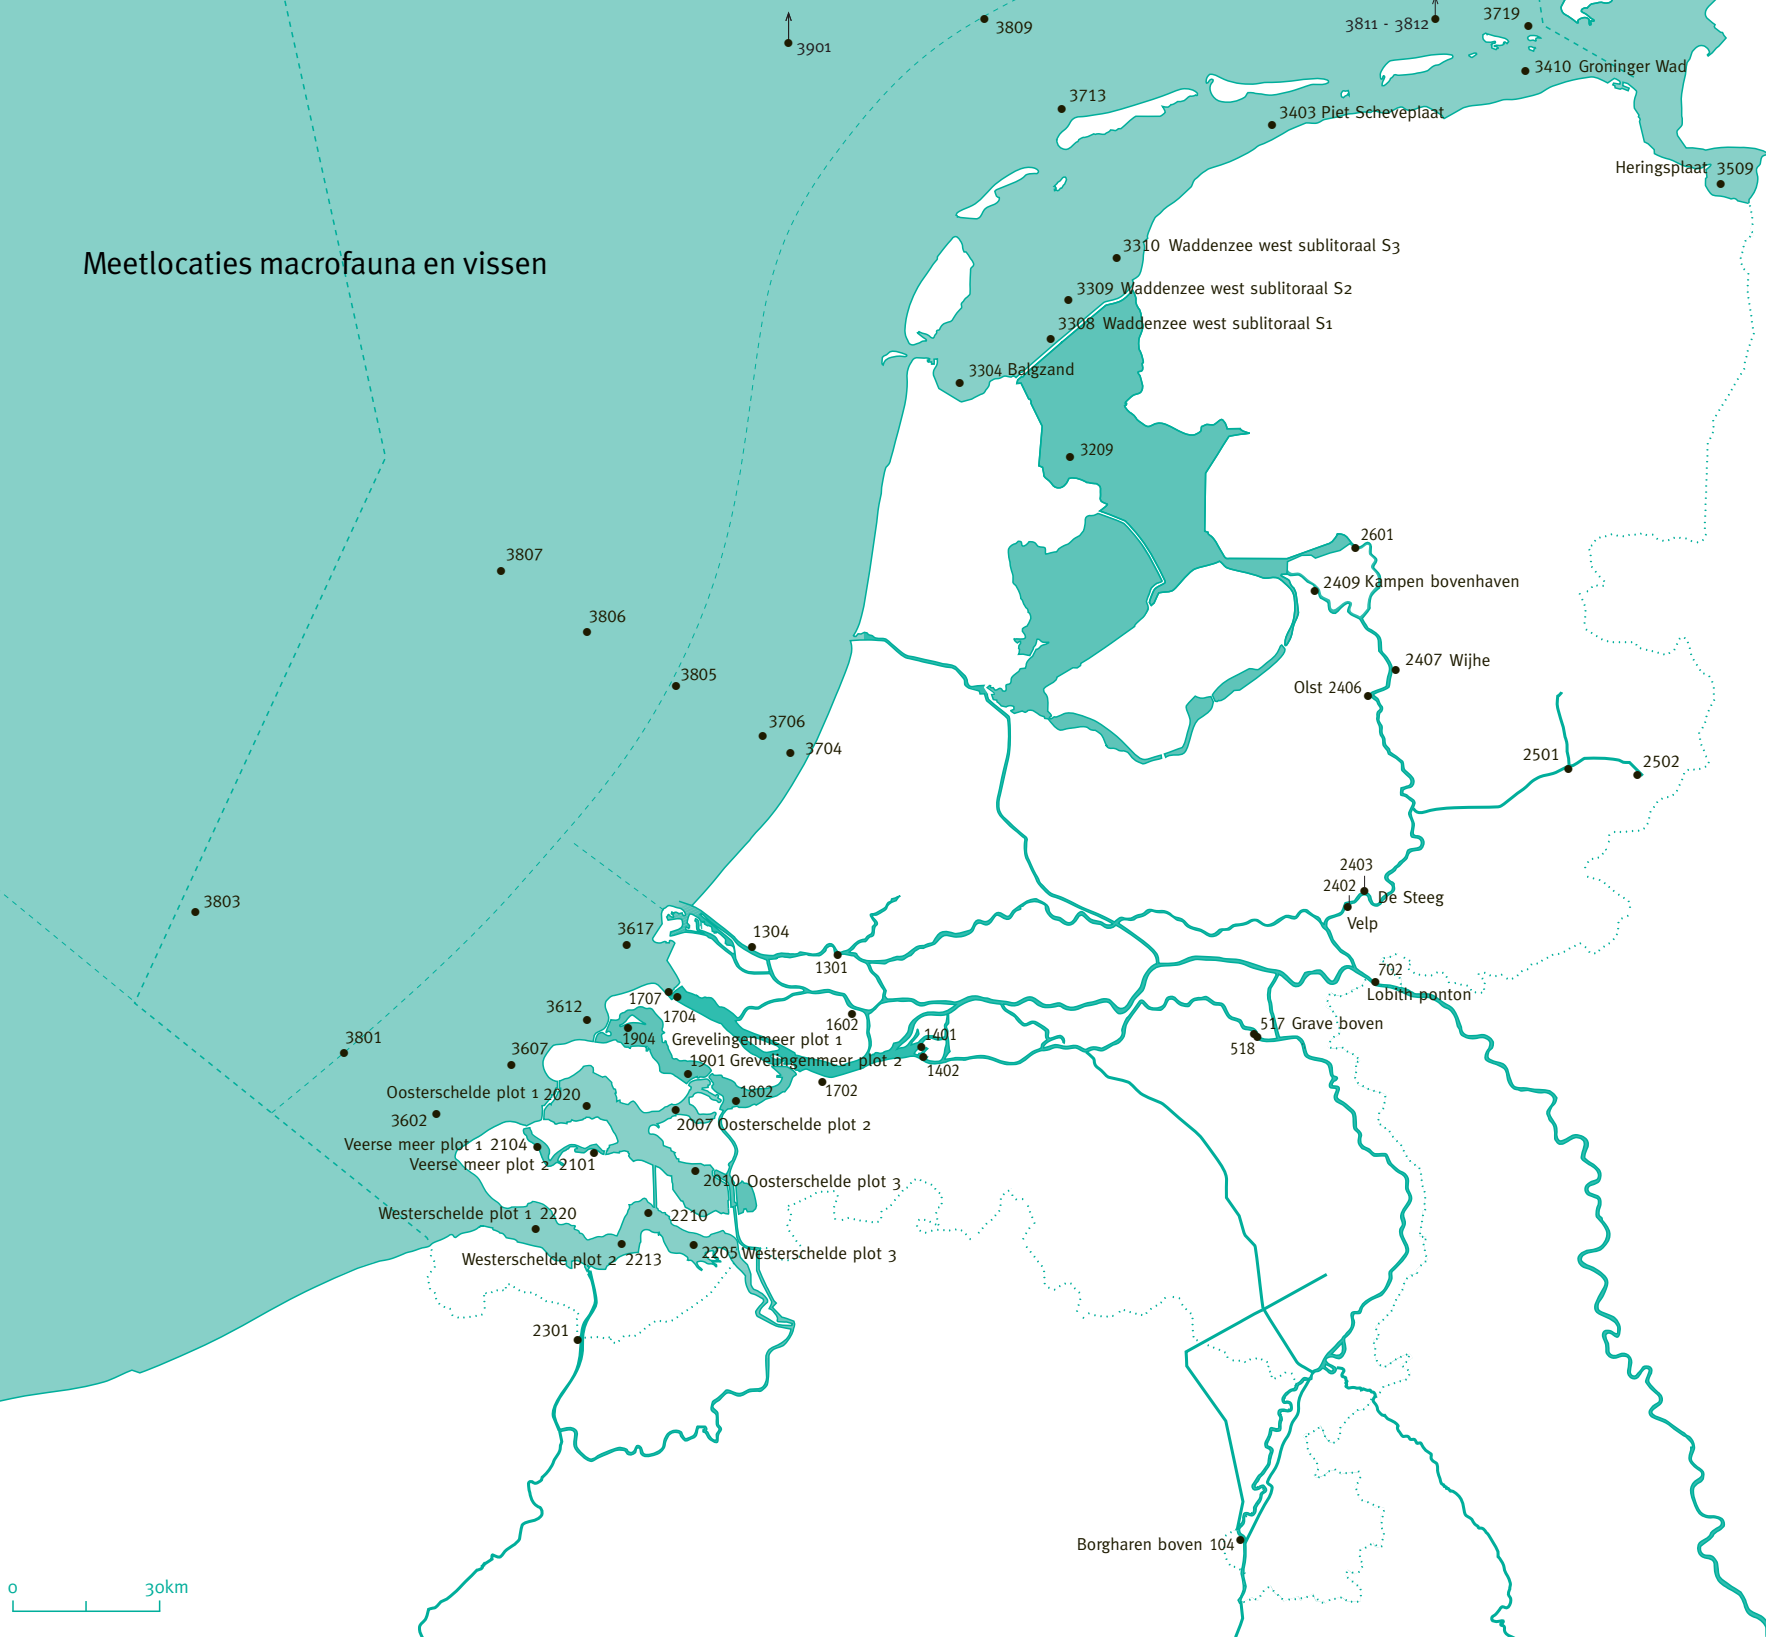 3719
3809
3811 - 3812
3901
3410 Groninger Wad
3713
3403 Piet Scheveplaat
Heringsplaat 3509
3310 Waddenzee west sublitoraal S3
Meetlocaties macrofauna en vissen
3309 Waddenzee west sublitoraal S2
3308 Waddenzee west sublitoraal S1
3304 Balgzand
3209
2601
3807
2409 Kampen bovenhaven
3806
2407 Wijhe
3805
Olst 2406
3706
3704
2501
2502
2403
2402
De Steeg
3803
Velp
3617
1304
1301
702
Lobith ponton
1707
3612
1704
1602
517 Grave boven
1904
Grevelingenmeer plot 1
1401
3801
3607
518
1901 Grevelingenmeer plot 2
1402
Oosterschelde plot 1 2020
1802
1702
3602
2007 Oosterschelde plot 2
Veerse meer plot 1 2104
Veerse meer plot 2 2101
2010 Oosterschelde plot 3
Westerschelde plot 1 2220
2210
2205 Westerschelde plot 3
Westerschelde plot 2 2213
2301
Borgharen boven 104
0 30km